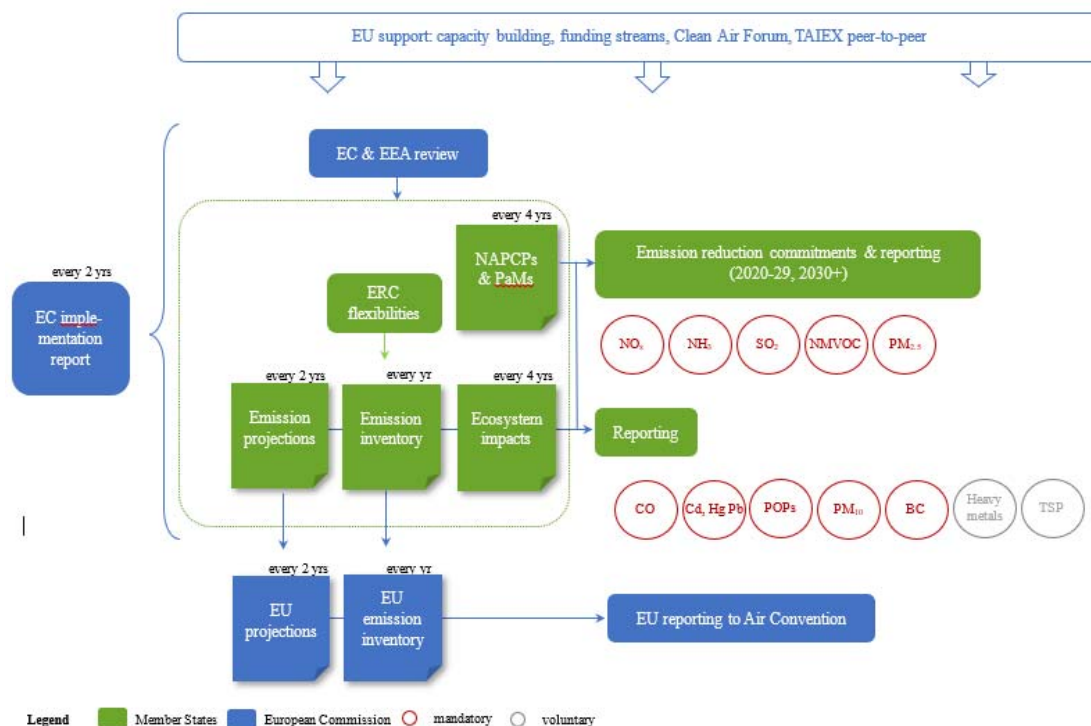 EU support: capacity building, funding streams, Clean Air Forum, TAIEX peer-to-peer
EC & EEA review
every 4 yrs
NAPCPs
& PaMs
Emission reduction commitments & reporting
(2020-29, 2030+)
every 2 yrs
EC imple-
mentation
report
ERC
flexibilities
NOₓ
NH₃
SO₂
NMVOC
PM₂.₅
every 2 yrs
Emission
projections
every yr
Emission
inventory
every 4 yrs
Ecosystem
impacts
Reporting
CO
Cd, Hg Pb
POPs
PM₁₀
BC
Heavy
metals
TSP
every 2 yrs
EU
projections
every yr
EU
emission
inventory
EU reporting to Air Convention
Legend
Member States
European Commission
mandatory
voluntary